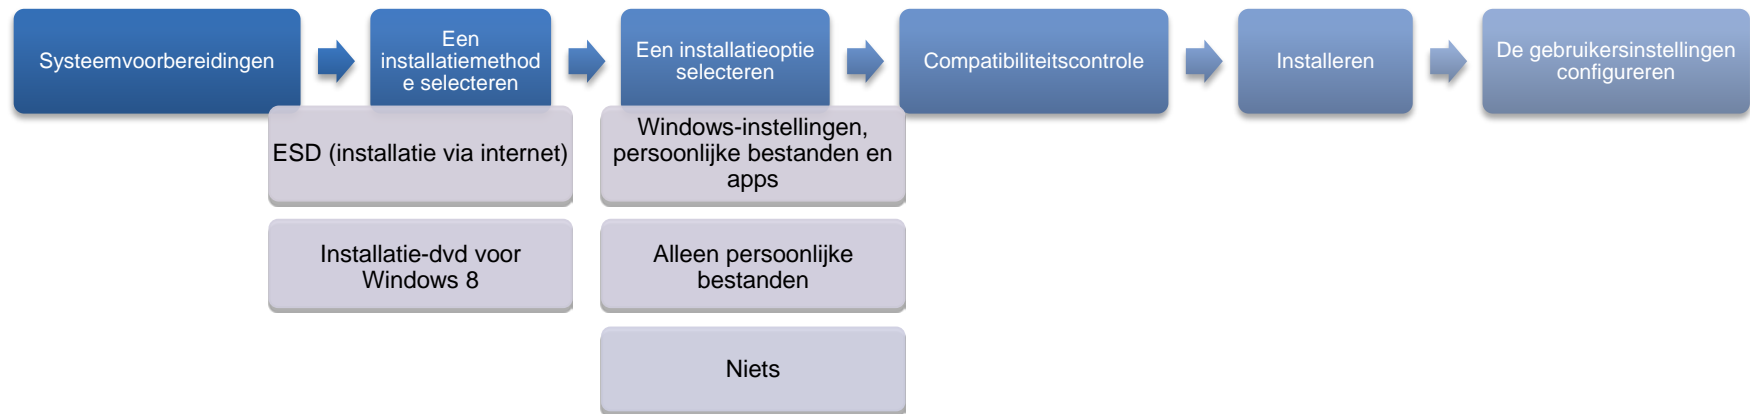 Systeemvoorbereidingen
Een
installatiemethod
e selecteren
Een installatieoptie
selecteren
Compatibiliteitscontrole
Installeren
De gebruikersinstellingen
configureren
ESD (installatie via internet)
Installatie-dvd voor
Windows 8
Windows-instellingen,
persoonlijke bestanden en
apps
Alleen persoonlijke
bestanden
Niets